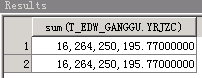 Results
sum(T_EDW_GANGGU.YRJZC)
1 16,264,250,195.77000000
2 16,264,250,195.77000000